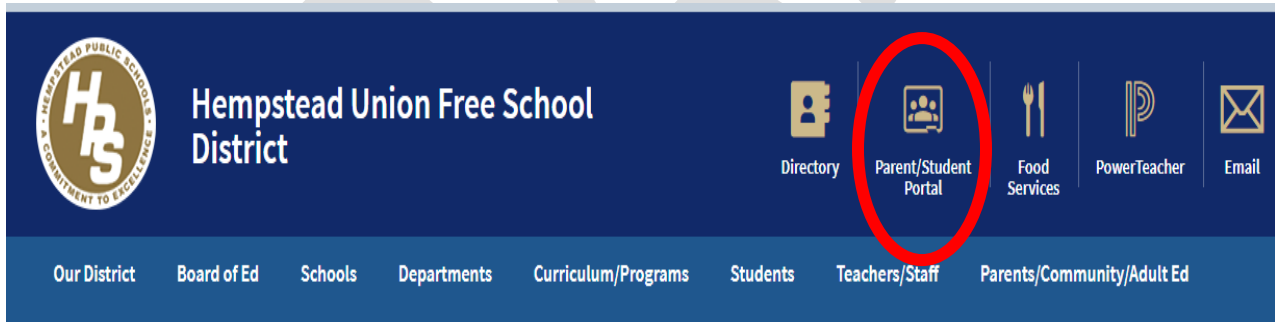 HEMPSTEAD PUBLIC SCHOOLS
A COMMITMENT TO EXCELLENCE
HPS
Hempstead Union Free School
District
Directory
Parent/Student
Portal
Food
Services
PowerTeacher
Email
Our District
Board of Ed
Schools
Departments
Curriculum/Programs
Students
Teachers/Staff
Parents/Community/Adult Ed